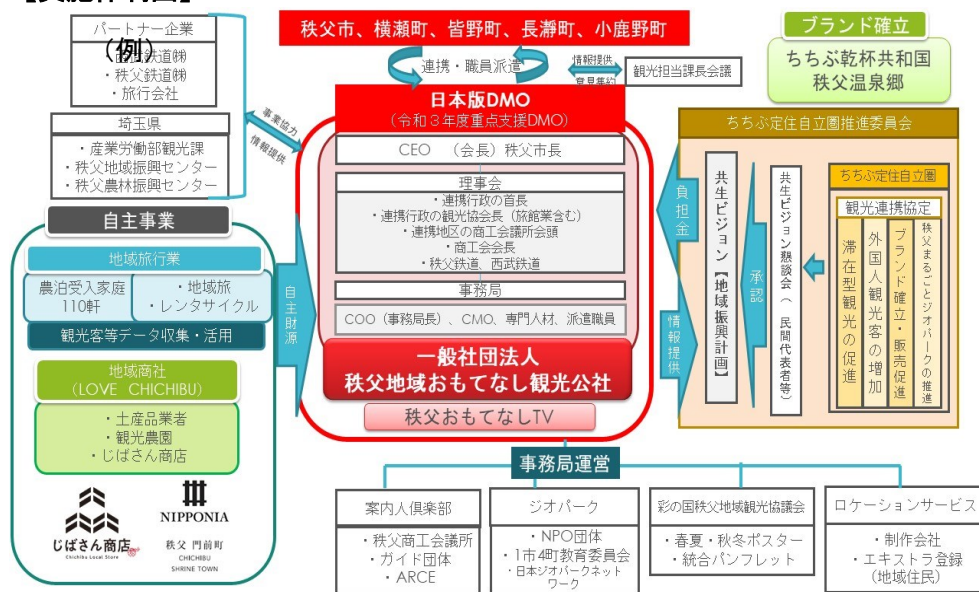 【実施体制図】
パートナー企業
(例)
西武鉄道㈱
・秩父鉄道㈱
・旅行会社
埼玉県
・産業労働部観光課
・秩父地域振興センター
・秩父農林振興センター
事業協力
情報提供
秩父市、横瀬町、皆野町、長瀞町、小鹿野町
連携・職員派遣
情報提供
意見集約
観光担当課長会議
日本版DMO
（令和３年度重点支援DMO）
CEO （会長）秩父市長
理事会
・連携行政の首長
・連携行政の観光協会長（旅館業含む）
・連携地区の商工会議所会頭
・商工会会長
・秩父鉄道、西武鉄道
事務局
COO（事務局長）、CMO、専門人材、派遣職員
一般社団法人
秩父地域おもてなし観光公社
秩父おもてなしTV
ブランド確立
ちちぶ乾杯共和国
秩父温泉郷
ちちぶ定住自立圏推進委員会
負担金
情報提供
共生ビジョン【地域振興計画】
承認
共生ビジョン懇談会（民間代表者等）
ちちぶ定住自立圏
観光連携協定
滞在型観光の促進
外国人観光客の増加
ブランド確立・販売促進
秩父まるごとジオパークの推進
自主事業
地域旅行業
農泊受入家庭
110軒
・地域旅
・レンタサイクル
観光客等データ収集・活用
地域商社
（LOVE CHICHIBU）
・土産品業者
・観光農園
・じばさん商店
じばさん商店
Chichibu Local Store
NIPPONIA
秩父 門前町
CHICHIBU
SHRINE TOWN
自主財源
事務局運営
案内人倶楽部
・秩父商工会議所
・ガイド団体
・ARCE
ジオパーク
・NPO団体
・1市4町教育委員会
・日本ジオパークネット
ワーク
彩の国秩父地域観光協議会
・春夏・秋冬ポスター
・統合パンフレット
ロケーションサービス
・制作会社
・エキストラ登録
（地域住民）